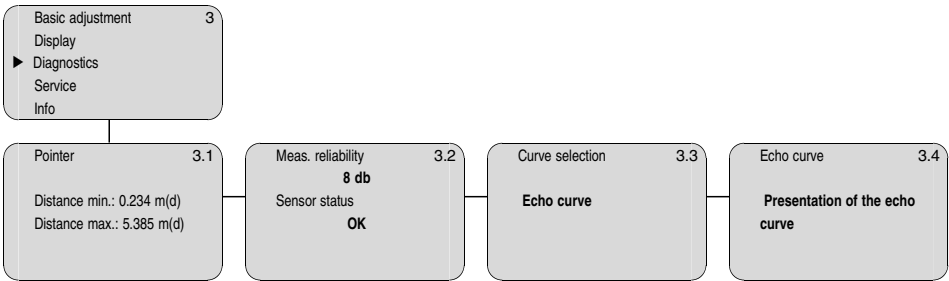 Basic adjustment 3
Display
Diagnostics
Service
Info
Pointer 3.1
Distance min.: 0.234 m(d)
Distance max.: 5.385 m(d)
Meas. reliability 3.2
8 db
Sensor status
OK
Curve selection 3.3
Echo curve
Echo curve 3.4
Presentation of the echo
curve